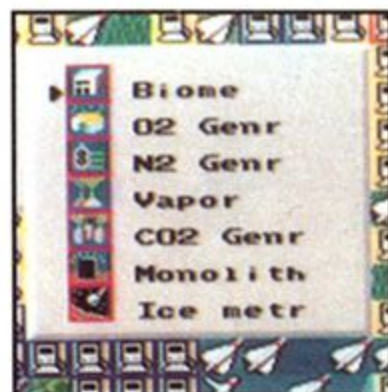 Biome
O2 Genr
N2 Genr
Vapor
CO2 Genr
Monolith
Ice metr